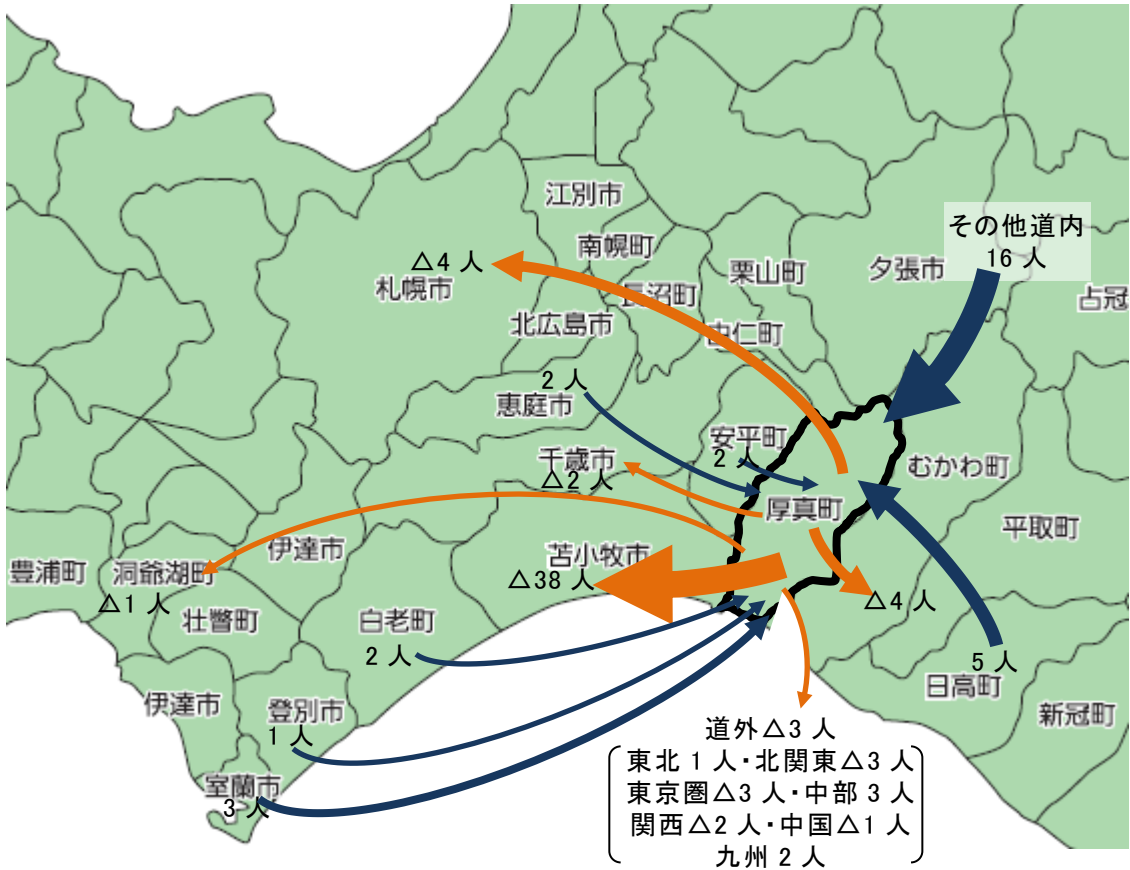 江別市
その他道内
16 人
南幌町
栗山町
夕張市
△4 人
札幌市
長沼町
占冠
北広島市
由仁町
2 人
恵庭市
安平町
2 人
千歳市
△2 人
むかわ町
厚真町
平取町
伊達市
苫小牧市
豊浦町
洞爺湖町
△38 人
△1 人
△4 人
壮瞥町
白老町
2 人
5 人
日高町
伊達市
登別市
1 人
新冠町
道外△3 人
東北 1 人・北関東△3 人
東京圏△3 人・中部 3 人
関西△2 人・中国△1 人
九州 2 人
室蘭市
3 人